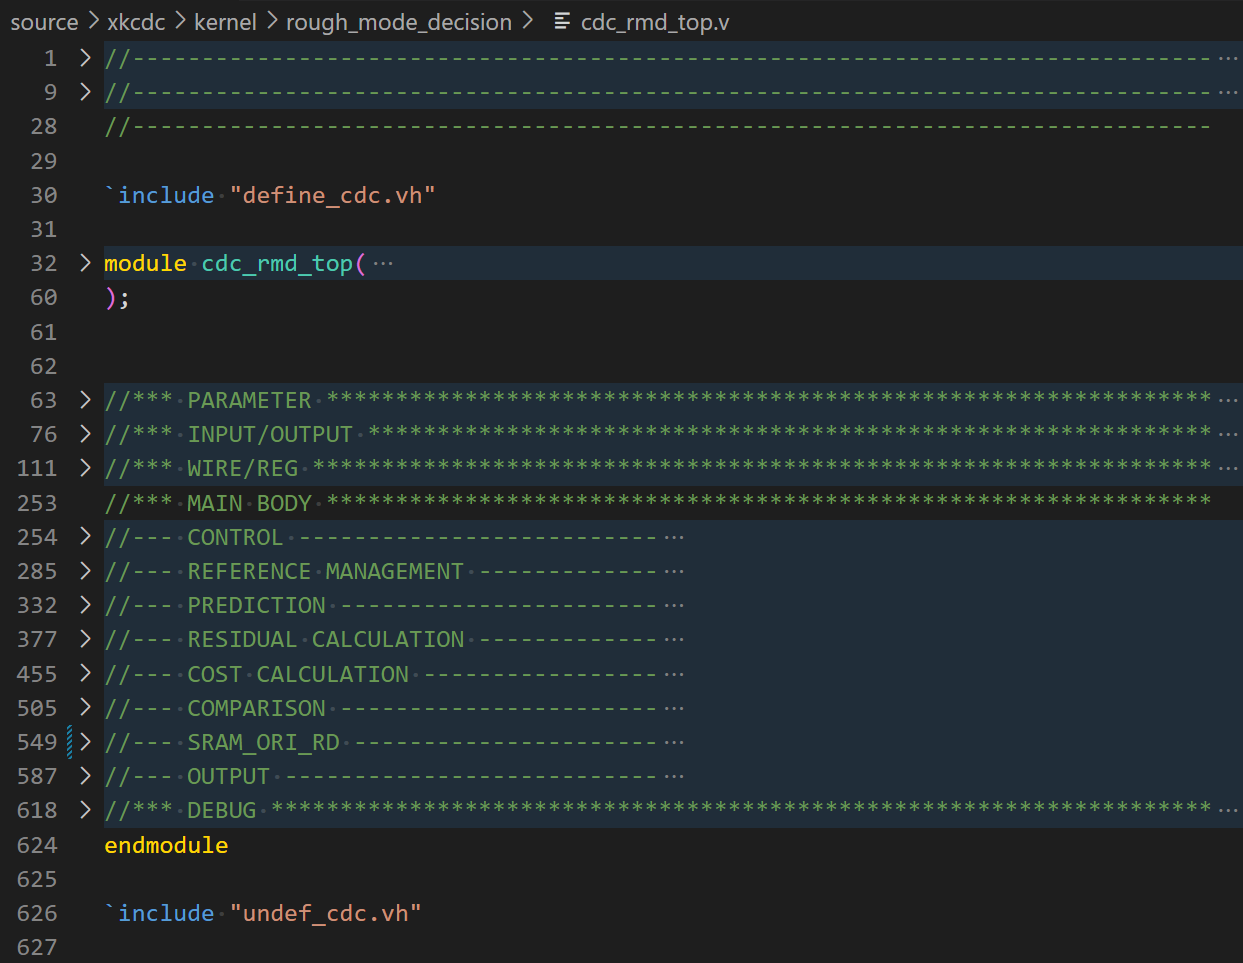 source > xkcdc > kernel > rough_mode_decision > cdc_rmd_top.v
1 > //------------------------------------------------------------------------------ ···
9 > //------------------------------------------------------------------------------ ···
28 //------------------------------------------------------------------------------
29
30 `include "define_cdc.vh"
31
32 > module cdc_rmd_top( ···
60 );
61
62
63 > //*** PARAMETER **************************************************************** ···
76 > //*** INPUT/OUTPUT ************************************************************* ···
111 > //*** WIRE/REG ***************************************************************** ···
253 //*** MAIN BODY ****************************************************************
254 > //--- CONTROL -------------------------- ···
285 > //--- REFERENCE MANAGEMENT ------------- ···
332 > //--- PREDICTION ----------------------- ···
377 > //--- RESIDUAL CALCULATION ------------- ···
455 > //--- COST CALCULATION ----------------- ···
505 > //--- COMPARISON ----------------------- ···
549 > //--- SRAM_ORI_RD ---------------------- ···
587 > //--- OUTPUT --------------------------- ···
618 > //*** DEBUG ******************************************************************** ···
624 endmodule
625
626 `include "undef_cdc.vh"
627